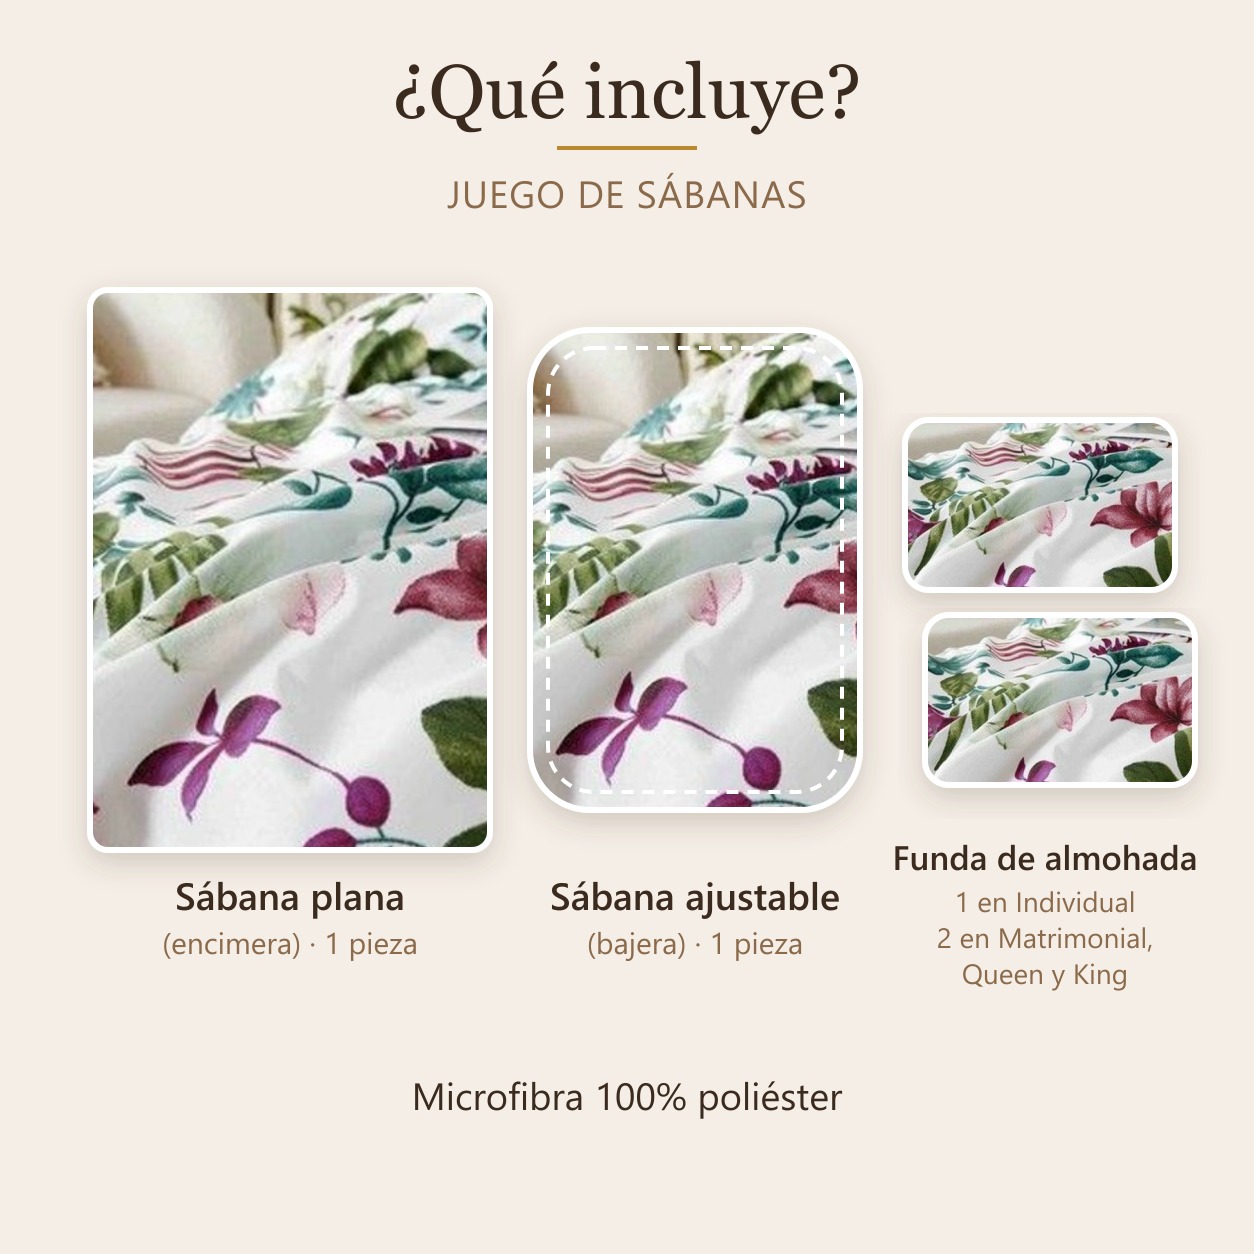 ¿Qué incluye?
JUEGO DE SÁBANAS
Sábana plana
(encimera) · 1 pieza
Sábana ajustable
(bajera) · 1 pieza
Funda de almohada
1 en Individual
2 en Matrimonial,
Queen y King
Microfibra 100% poliéster